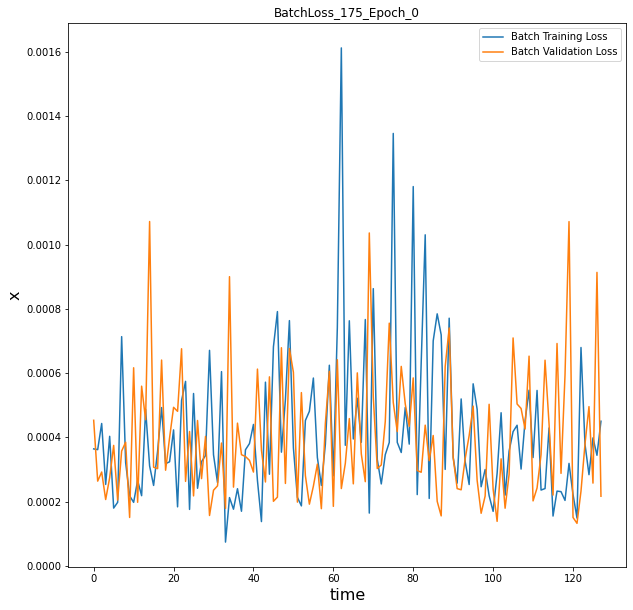 BatchLoss_175_Epoch_0
Batch Training Loss
Batch Validation Loss
0.0016
0.0014
0.0012
0.0010
0.0008
0.0006
0.0004
0.0002
0.0000
x
0 20 40 60 80 100 120
time